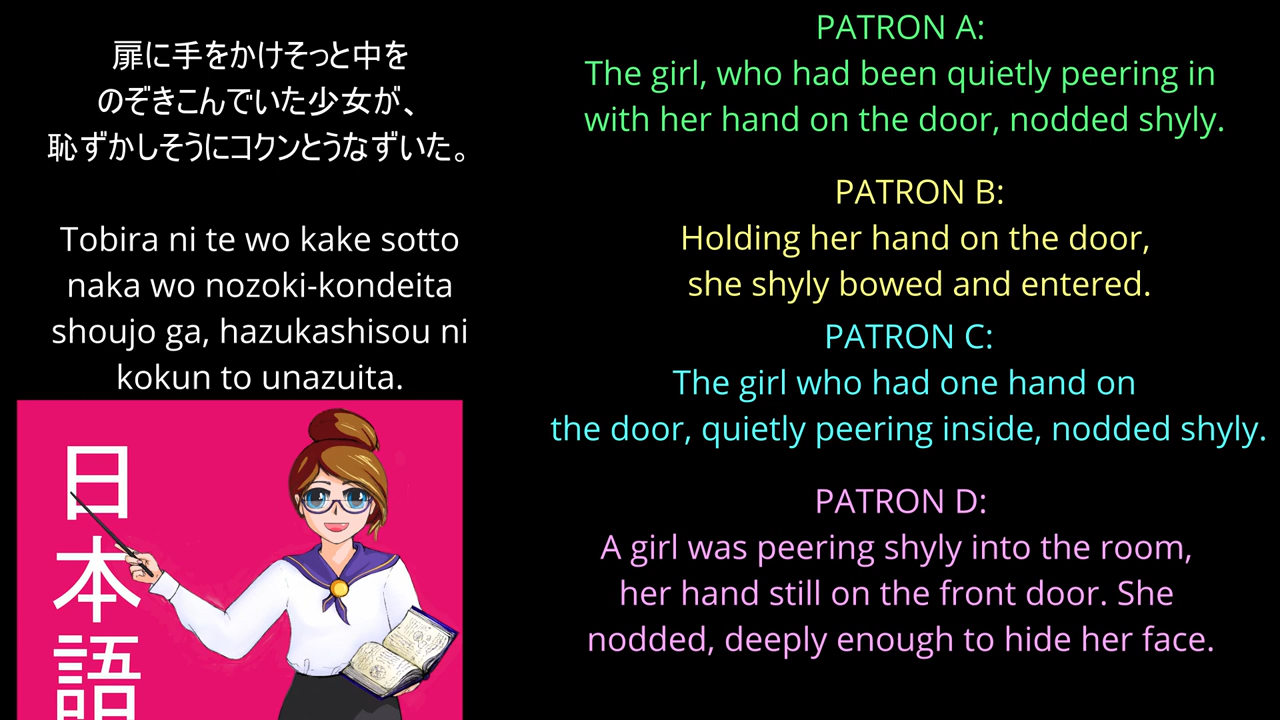 扉に手をかけそっと中を
のぞきこんでいた少女が、
恥ずかしそうにコクンとうなずいた。
Tobira ni te wo kake sotto
naka wo nozoki-kondeita
shoujo ga, hazukashisou ni
kokun to unazuita.
日
本
語
PATRON A:
The girl, who had been quietly peering in
with her hand on the door, nodded shyly.
PATRON B:
Holding her hand on the door,
she shyly bowed and entered.
PATRON C:
The girl who had one hand on
the door, quietly peering inside, nodded shyly.
PATRON D:
A girl was peering shyly into the room,
her hand still on the front door. She
nodded, deeply enough to hide her face.